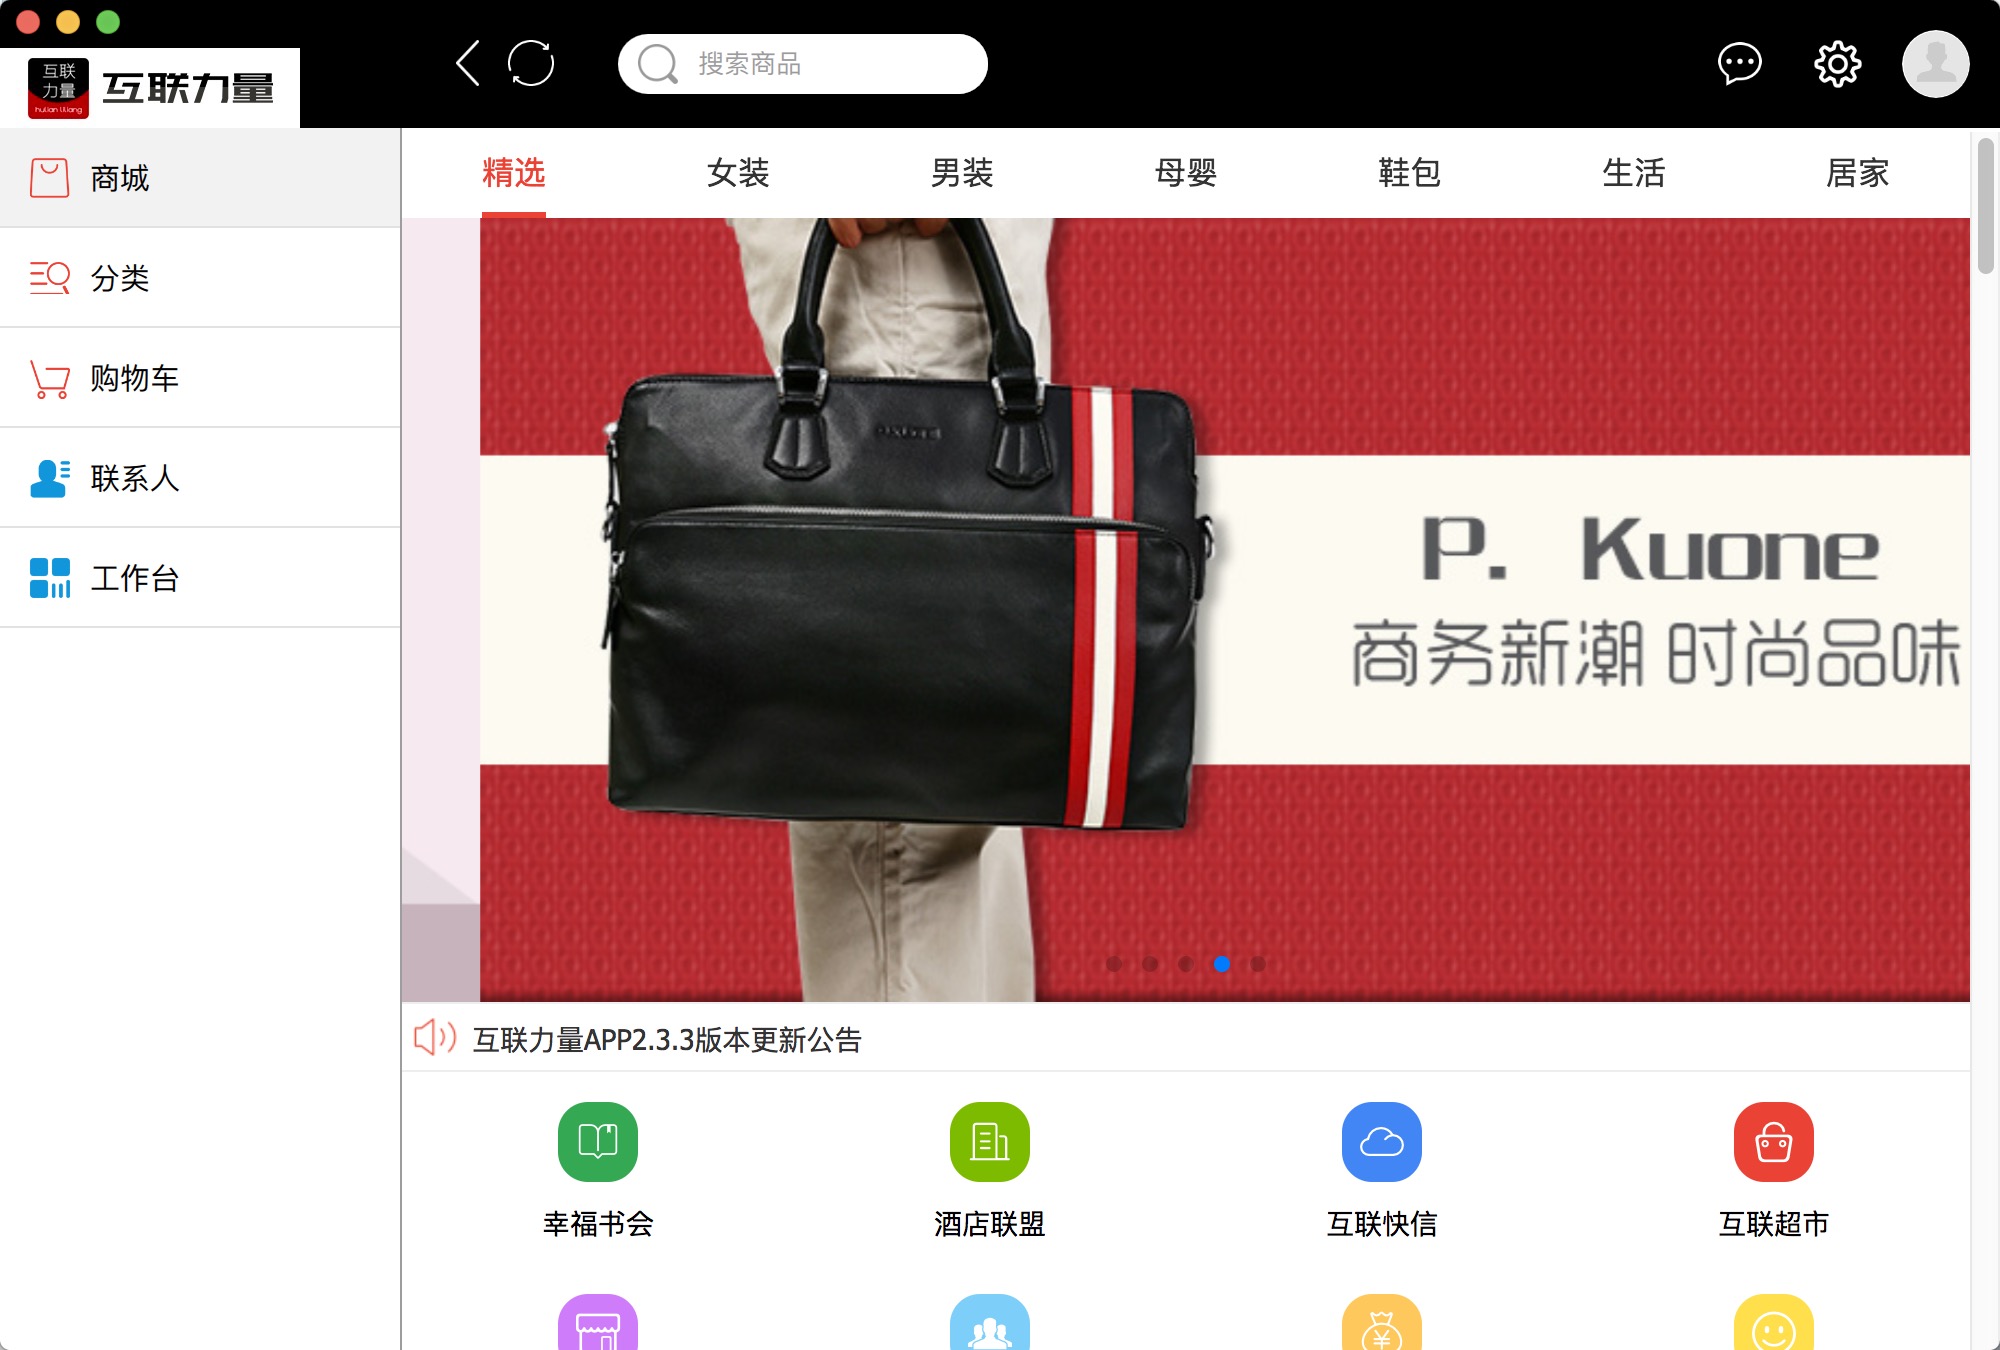 互联
力量
hulian liliang
互联力量
搜索商品
商城
分类
购物车
联系人
工作台
精选
女装
男装
母婴
鞋包
生活
居家
P. Kuone
商务新潮 时尚品味
互联力量APP2.3.3版本更新公告
幸福书会
酒店联盟
互联快信
互联超市